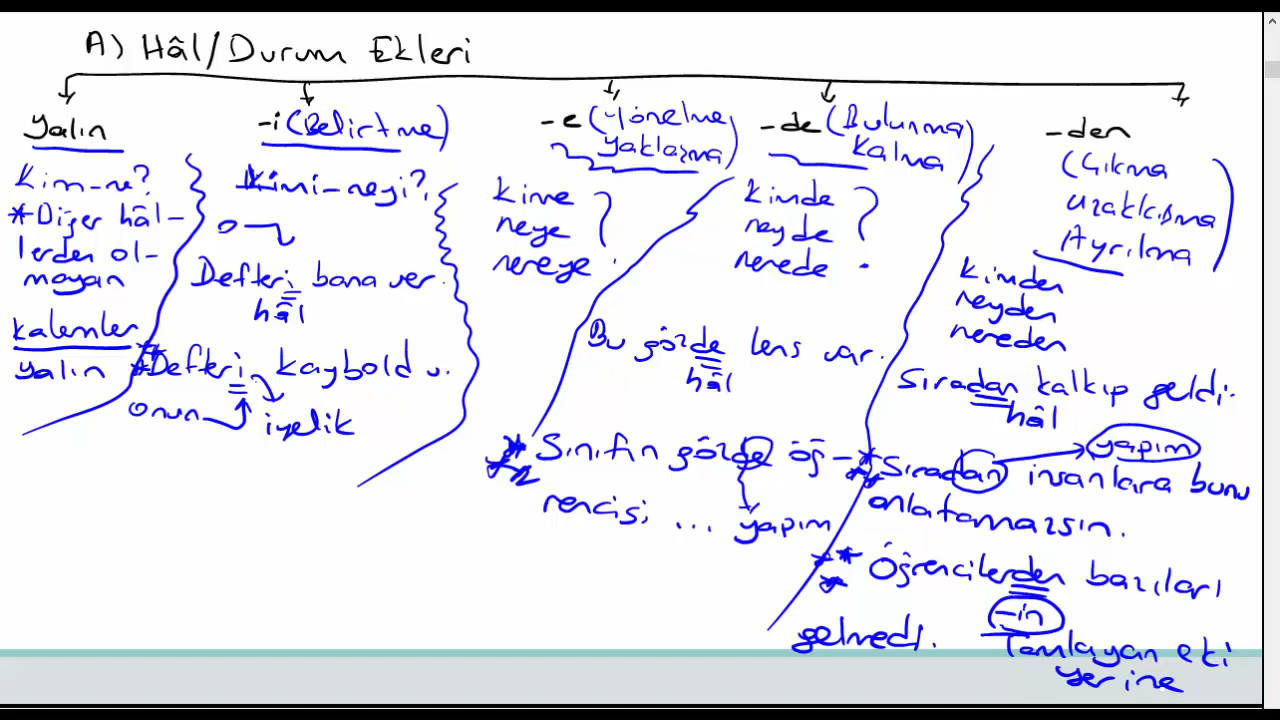 A) Hâl/Durum Ekleri
Yalın
Kim-ne?
*Diğer hâl-
lerden ol-
mayan
kalemler
yalın
-i (Belirtme)
Kimi-neyi?
Defteri bana ver.
hâl
*Defteri kayboldu.
onun
iyelik
-e (Yönelme
Yaklaşma)
Kime
neye
nereye
-de (Bulunma
Kalma)
Kimde
neyde
nerede
Bu gözde lens var.
hâl
* Sınıfın gözde öğ-
rencisi ... yapım
-den
(Çıkma
Uzaklaşma
Ayrılma)
Kimden
neyden
nereden
Sıradan kalkıp geldi.
hâl
yapım
* Sıradan insanlara bunu
anlatamazsın.
** Öğrencilerden bazıları
gelmedi.
-in
Tamlayan eki
yerine